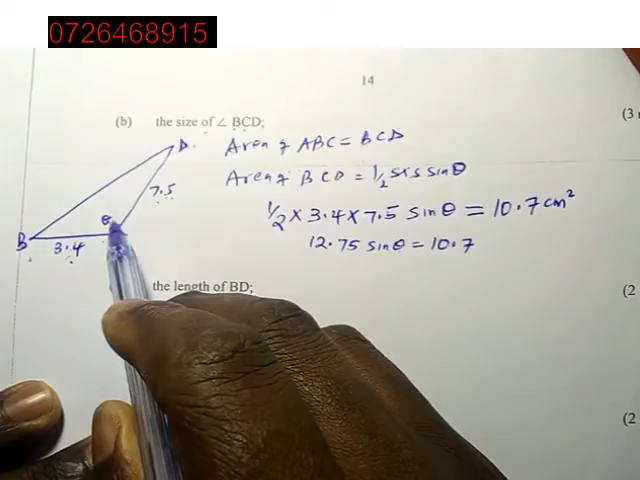 0726468915
14
(3
(b) the size of ∠ BCD;
D
Area of ABC = BCD
Area of BCD = 1/2 s x s sinθ
7.5
1/2 x 3.4 x 7.5 sinθ = 10.7cm²
θ
B
3.4
12.75 sinθ = 10.7
the length of BD;
(2
(2